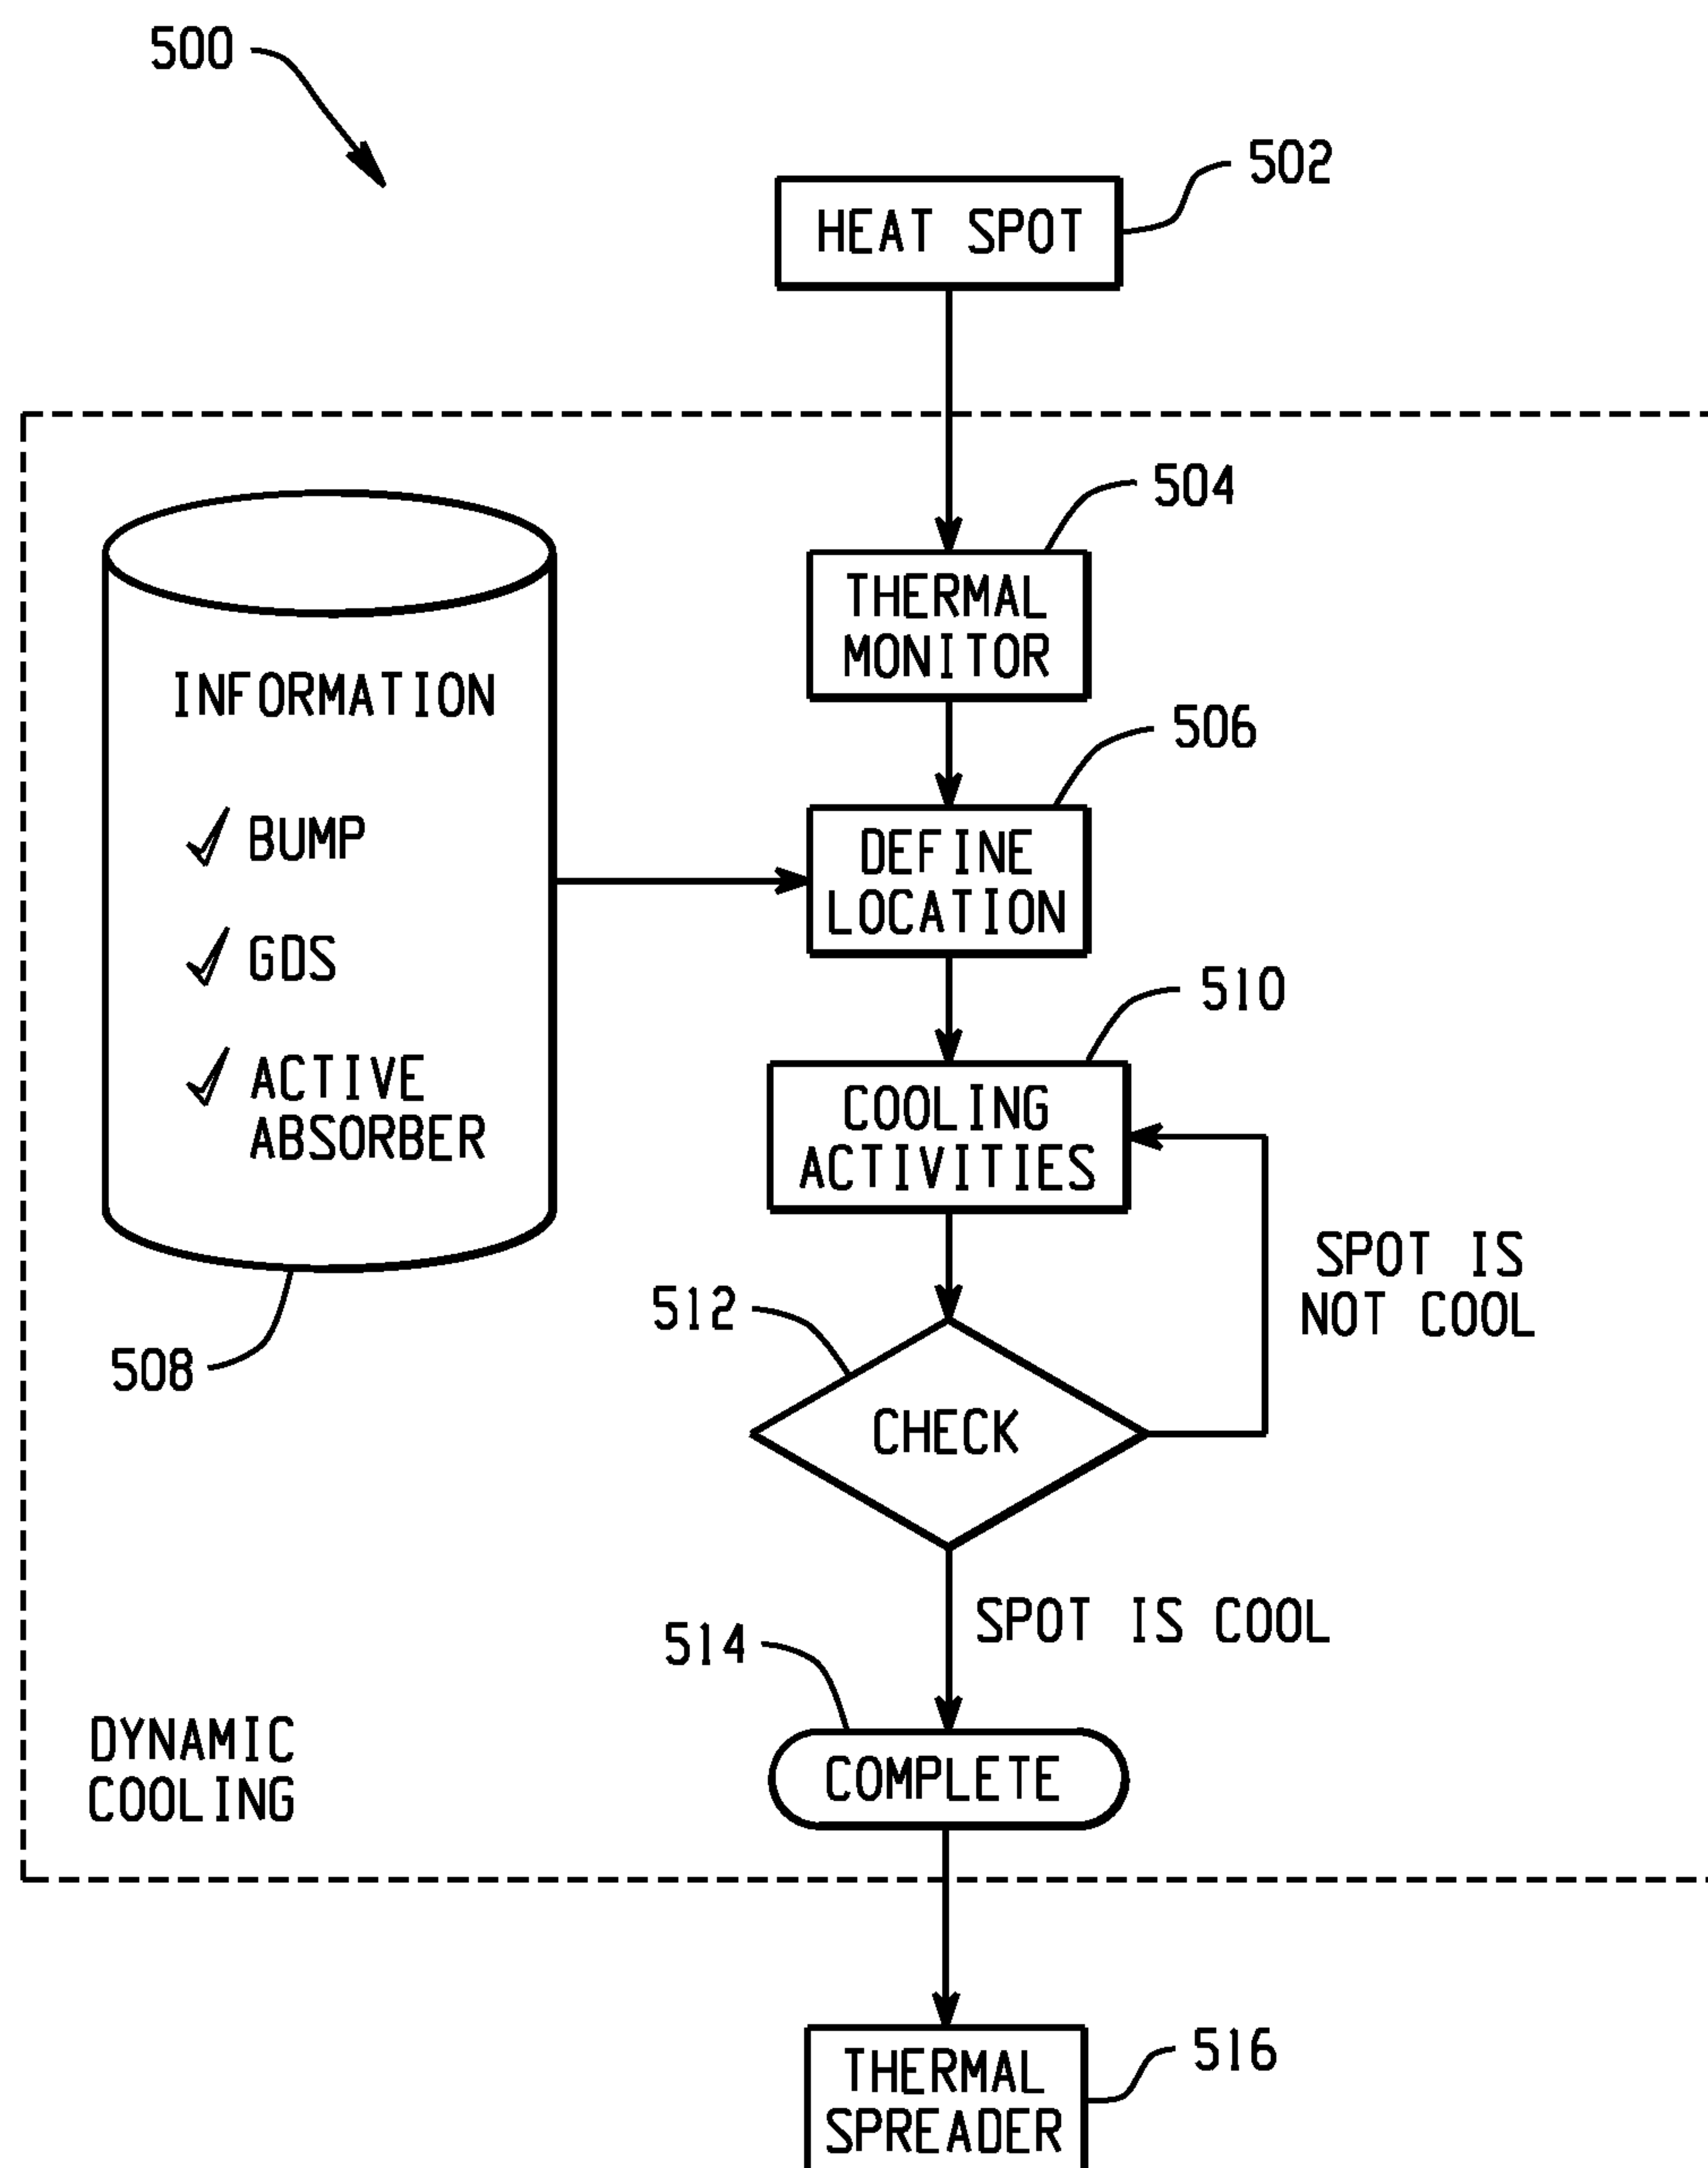 500
502
HEAT SPOT
504
THERMAL
MONITOR
506
DEFINE
LOCATION
INFORMATION
✓ BUMP
✓ GDS
✓ ACTIVE
ABSORBER
508
510
COOLING
ACTIVITIES
SPOT IS
NOT COOL
512
CHECK
SPOT IS COOL
514
COMPLETE
DYNAMIC
COOLING
516
THERMAL
SPREADER